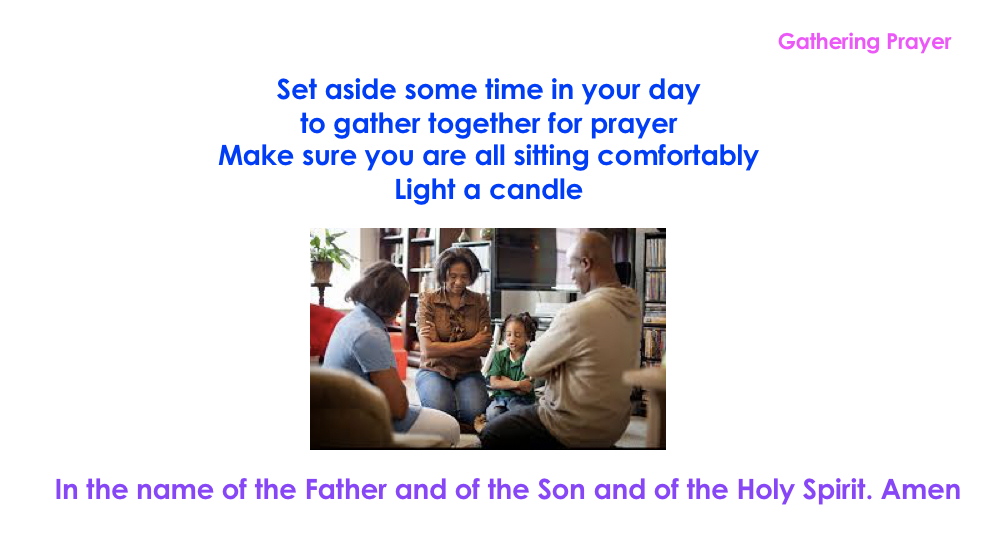 Gathering Prayer
Set aside some time in your day
to gather together for prayer
Make sure you are all sitting comfortably
Light a candle
In the name of the Father and of the Son and of the Holy Spirit. Amen